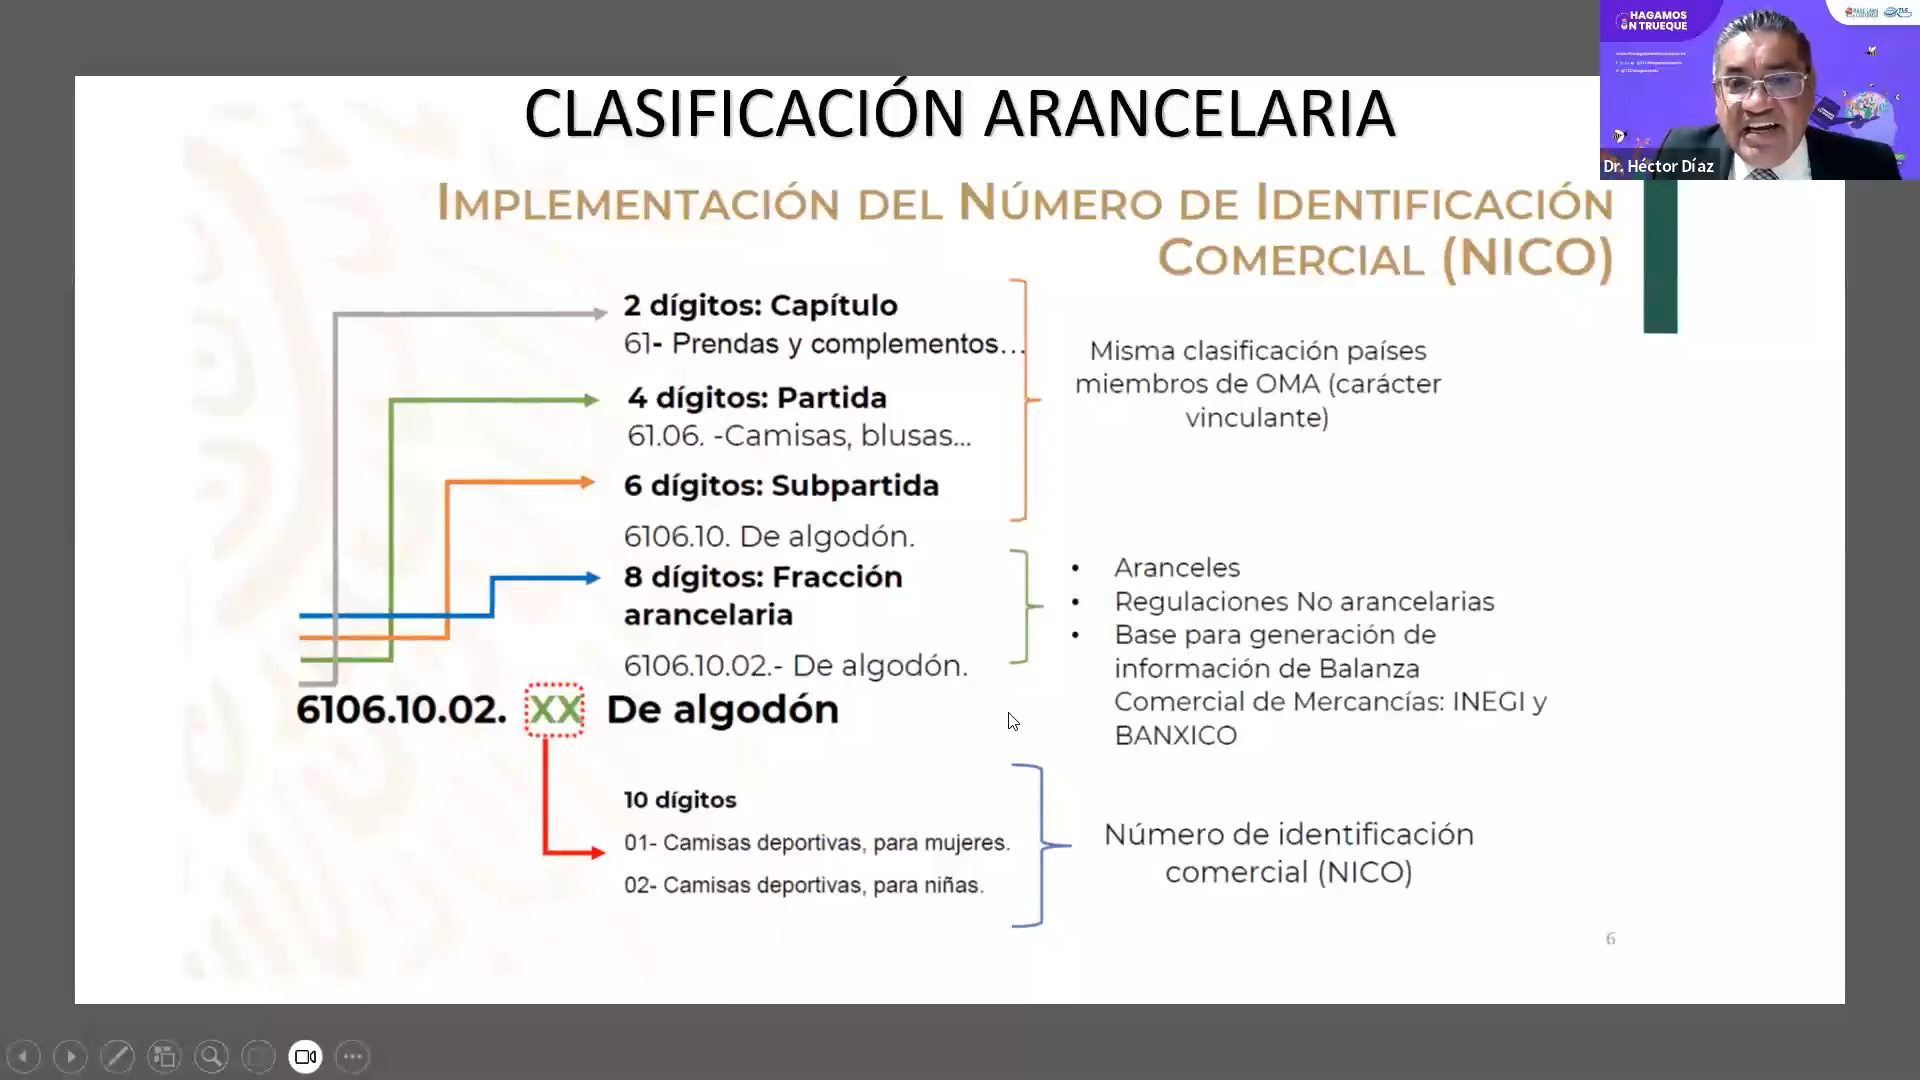 CLASIFICACIÓN ARANCELARIA
IMPLEMENTACIÓN DEL NÚMERO DE IDENTIFICACIÓN
COMERCIAL (NICO)
2 dígitos: Capítulo
61- Prendas y complementos...
4 dígitos: Partida
61.06. -Camisas, blusas...
6 dígitos: Subpartida
6106.10. De algodón.
8 dígitos: Fracción
arancelaria
6106.10.02.- De algodón.
6106.10.02. XX De algodón
10 dígitos
01- Camisas deportivas, para mujeres.
02- Camisas deportivas, para niñas.
Misma clasificación países
miembros de OMA (carácter
vinculante)
• Aranceles
• Regulaciones No arancelarias
• Base para generación de
información de Balanza
Comercial de Mercancías: INEGI y
BANXICO
Número de identificación
comercial (NICO)
6
HAGAMOS
UN TRUEQUE
Dr. Héctor Díaz